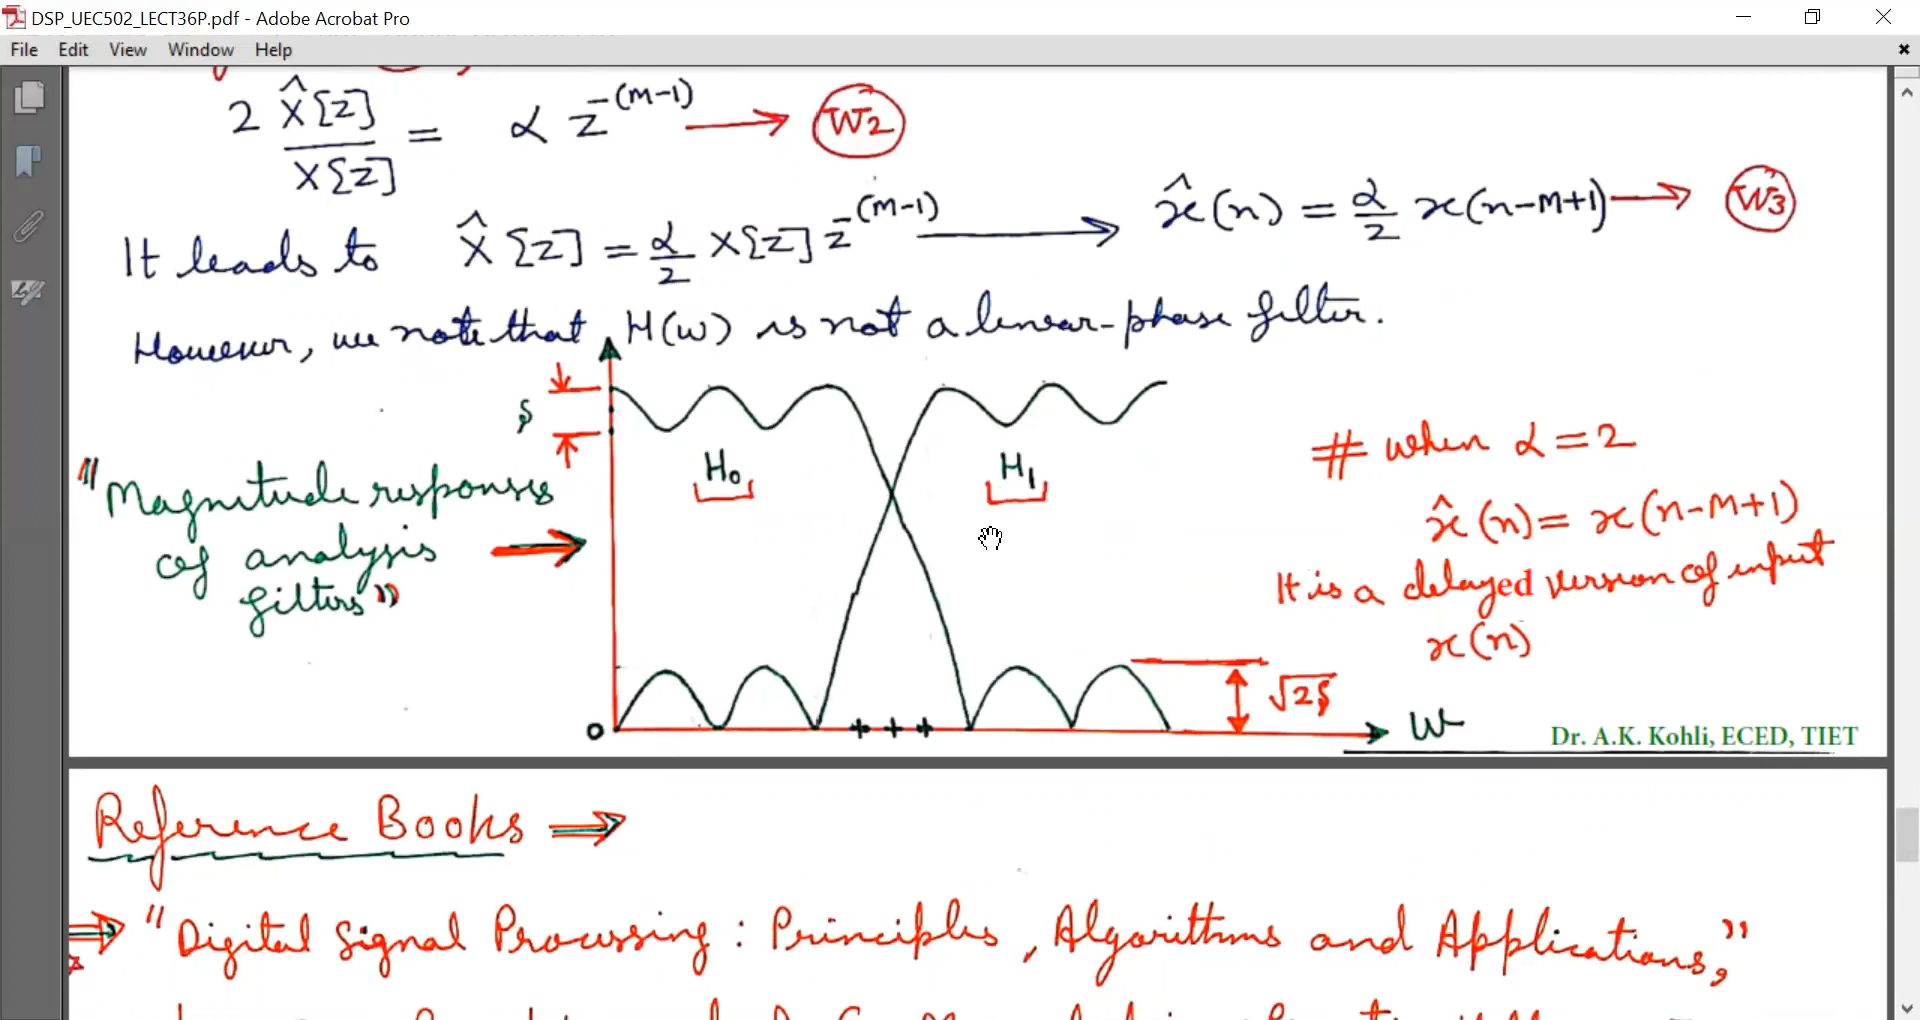 DSP_UEC502_LECT36P.pdf - Adobe Acrobat Pro
File Edit View Window Help
2 X̂[z] / X[z] = α z^-(M-1) → W2
It leads to X̂[z] = α/2 X[z] z^-(M-1) → x̂(n) = α/2 x(n-M+1) → W3
However, we note that H(w) is not a linear-phase filter.
δ
H₀ H₁
"Magnitude responses
of analysis
filters"
# when α = 2
x̂(n) = x(n-M+1)
It is a delayed version of input
x(n)
√2δ
0
w
Dr. A.K. Kohli, ECED, TIET
Reference Books ⇒
⇒ "Digital Signal Processing: Principles, Algorithms and Applications,"